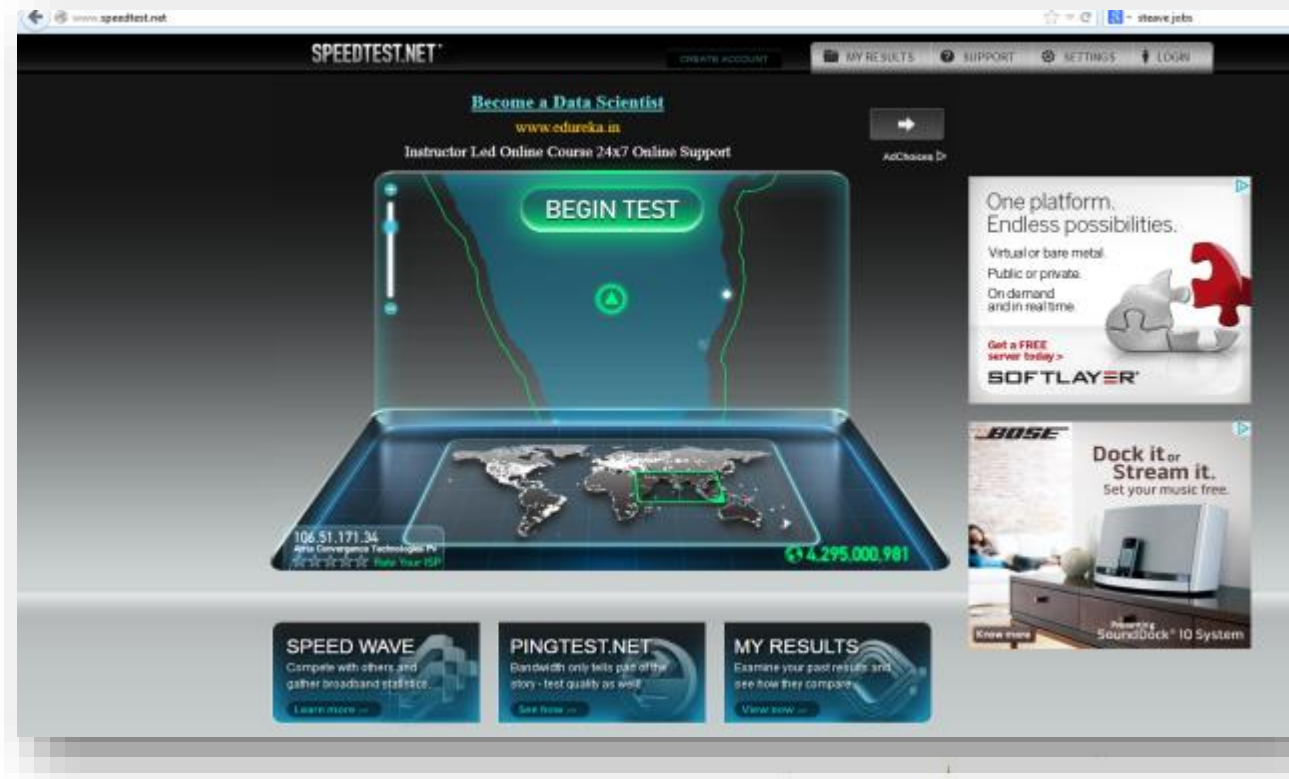 www.speedtest.net
steave jobs
SPEEDTEST.NET
CREATE ACCOUNT
MY RESULTS
SUPPORT
SETTINGS
LOGIN
Become a Data Scientist
www.edureka.in
Instructor Led Online Course 24x7 Online Support
AdChoices
BEGIN TEST
One platform.
Endless possibilities.
Virtual or bare metal.
Public or private.
On demand
and in real time.
Get a FREE
server today >
SOFTLAYER
BOSE
Dock it or
Stream it.
Set your music free.
Know more
Presenting
SoundDock® 10 System
106.51.171.34
Atria Convergence Technologies Pv
Rate Your ISP
4,295,000,981
SPEED WAVE
Compete with others and
gather broadband statistics.
Learn more
PINGTEST.NET
Bandwidth only tells part of the
story - test quality as well!
See how
MY RESULTS
Examine your past results and
see how they compare
View now